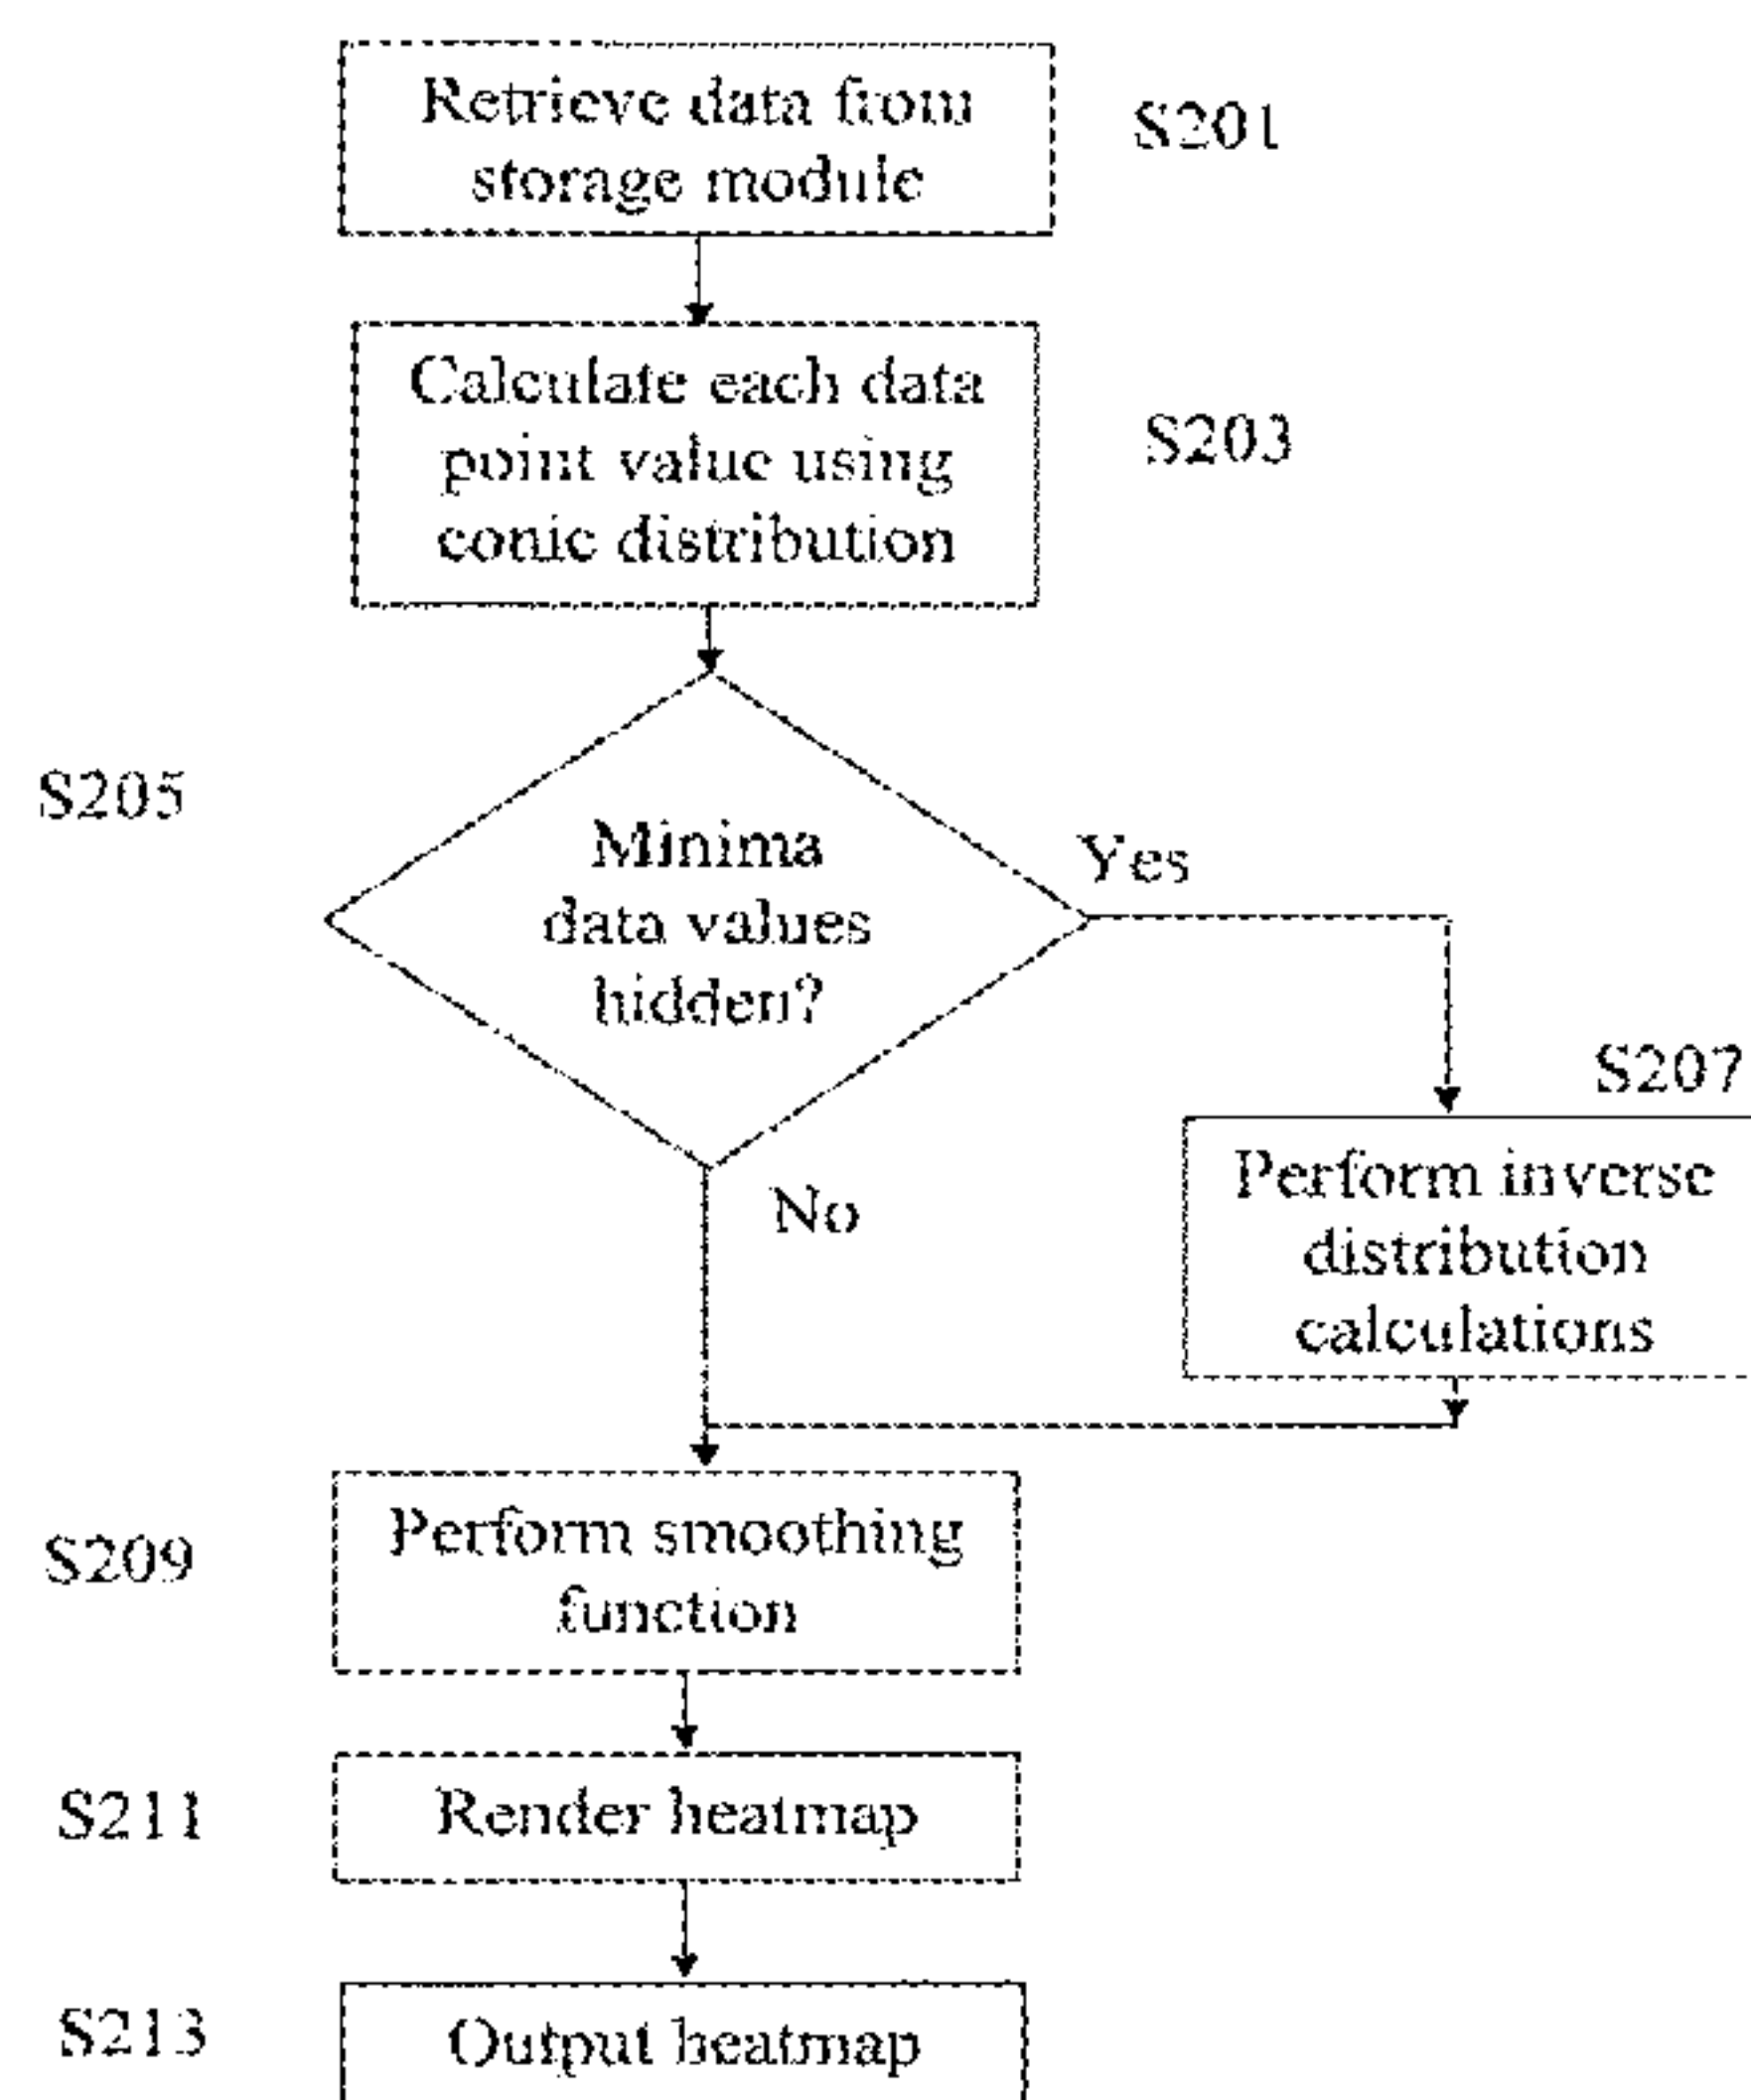 Retrieve data from
storage module
S201
Calculate each data
point value using
conic distribution
S203
S205
Minima
data values
hidden?
Yes
No
S207
Perform inverse
distribution
calculations
S209
Perform smoothing
function
S211
Render heatmap
S213
Output heatmap